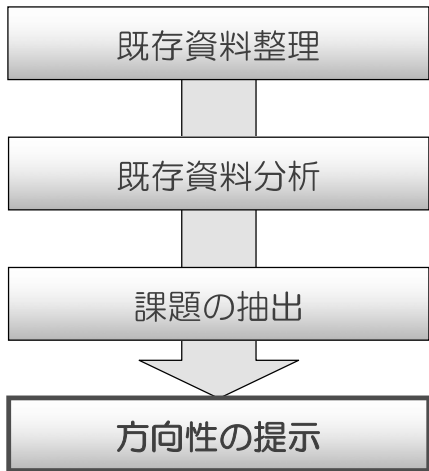 既存資料整理
既存資料分析
課題の抽出
方向性の提示